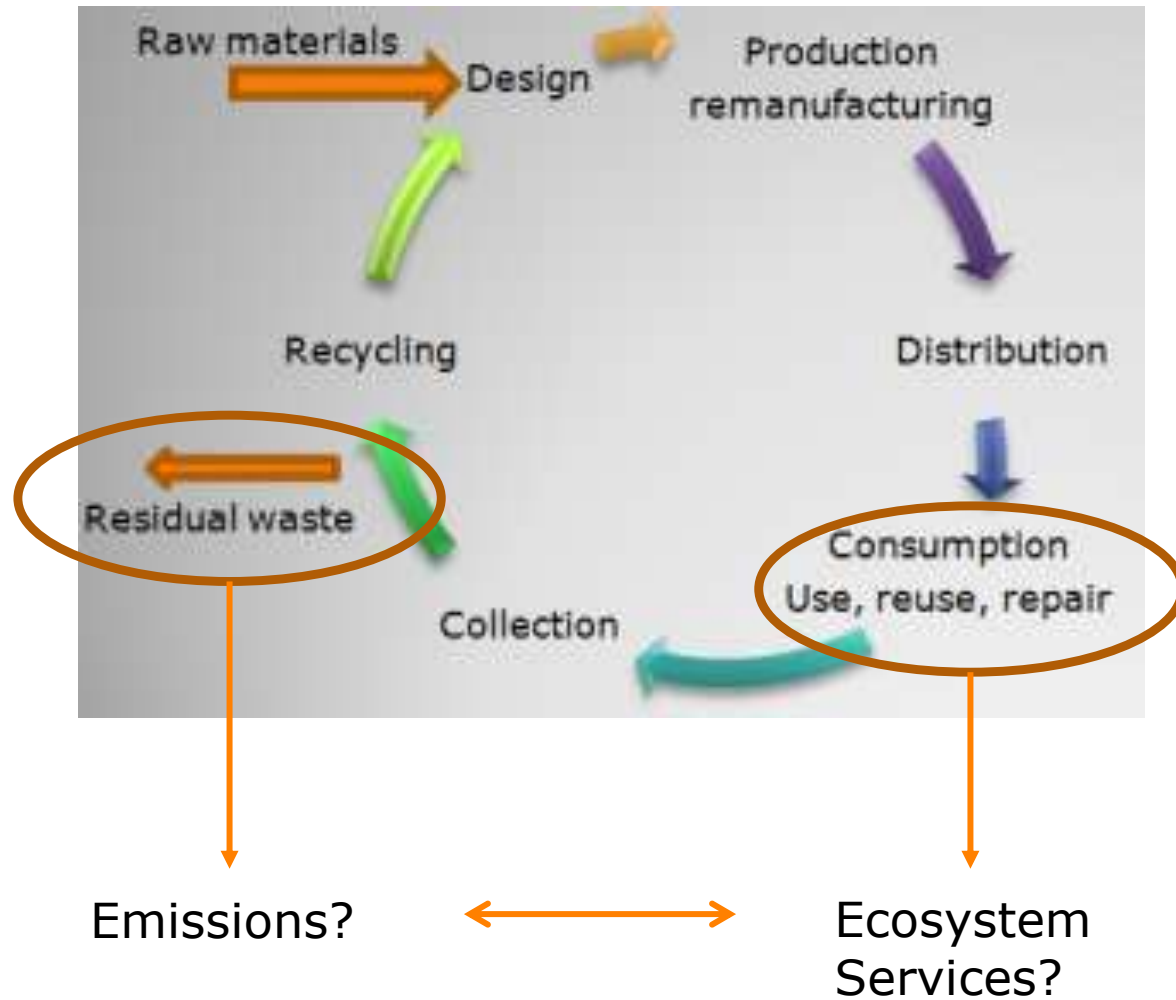 Raw materials
Design
Production
remanufacturing
Recycling
Distribution
Residual waste
Consumption
Use, reuse, repair
Collection
Emissions?
Ecosystem
Services?